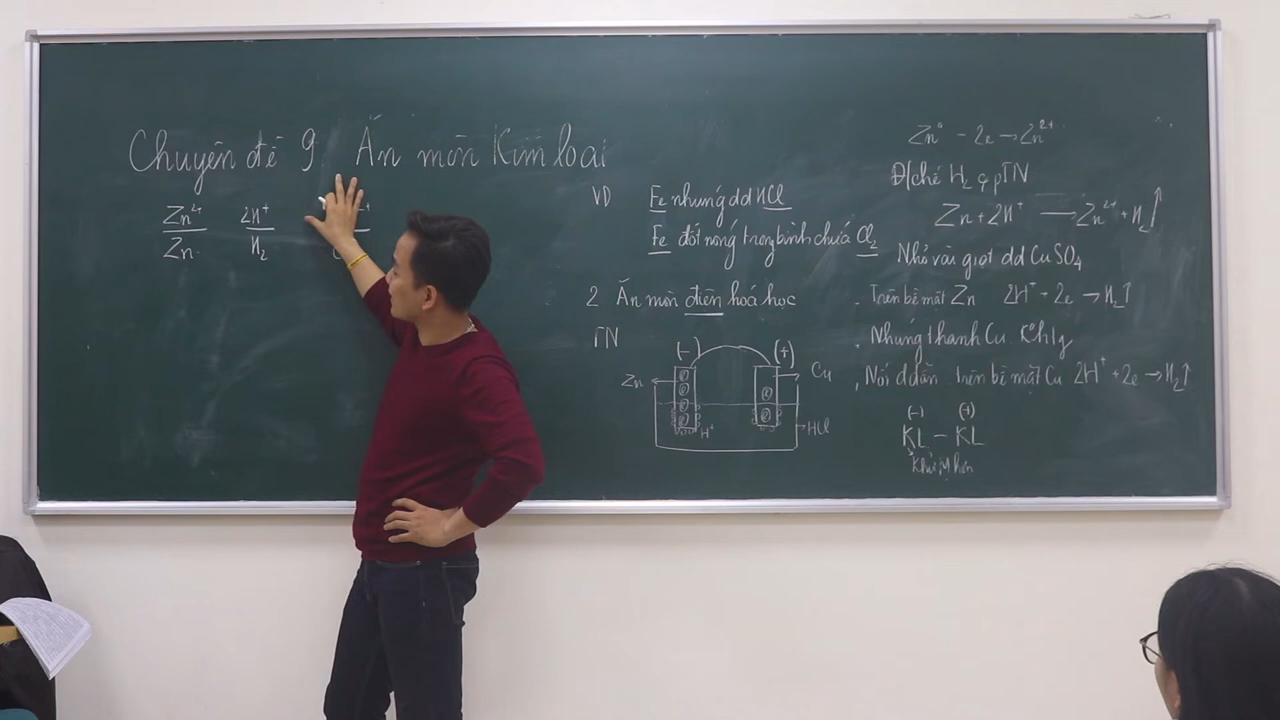 Chuyên đề 9 Ăn mòn Kim loại
Zn²⁺ 2H⁺
Zn H₂
VD Fe nhúng dd HCl
Fe đốt nóng trong bình chứa Cl₂
2 Ăn mòn điện hoá học
TN
(-) (+)
Zn Cu
H⁺ HCl
Zn⁰ - 2e → Zn²⁺
Đ/chế H₂ ↑
Zn + 2H⁺ → Zn²⁺ + H₂↑
Nhỏ vài giọt dd CuSO₄
. Trên bề mặt Zn 2H⁺ + 2e → H₂↑
. Nhúng thanh Cu. K° h/tg
. Nối d dẫn trên bề mặt Cu 2H⁺ + 2e → H₂↑
(-) (+)
KL - KL
Khử hơn